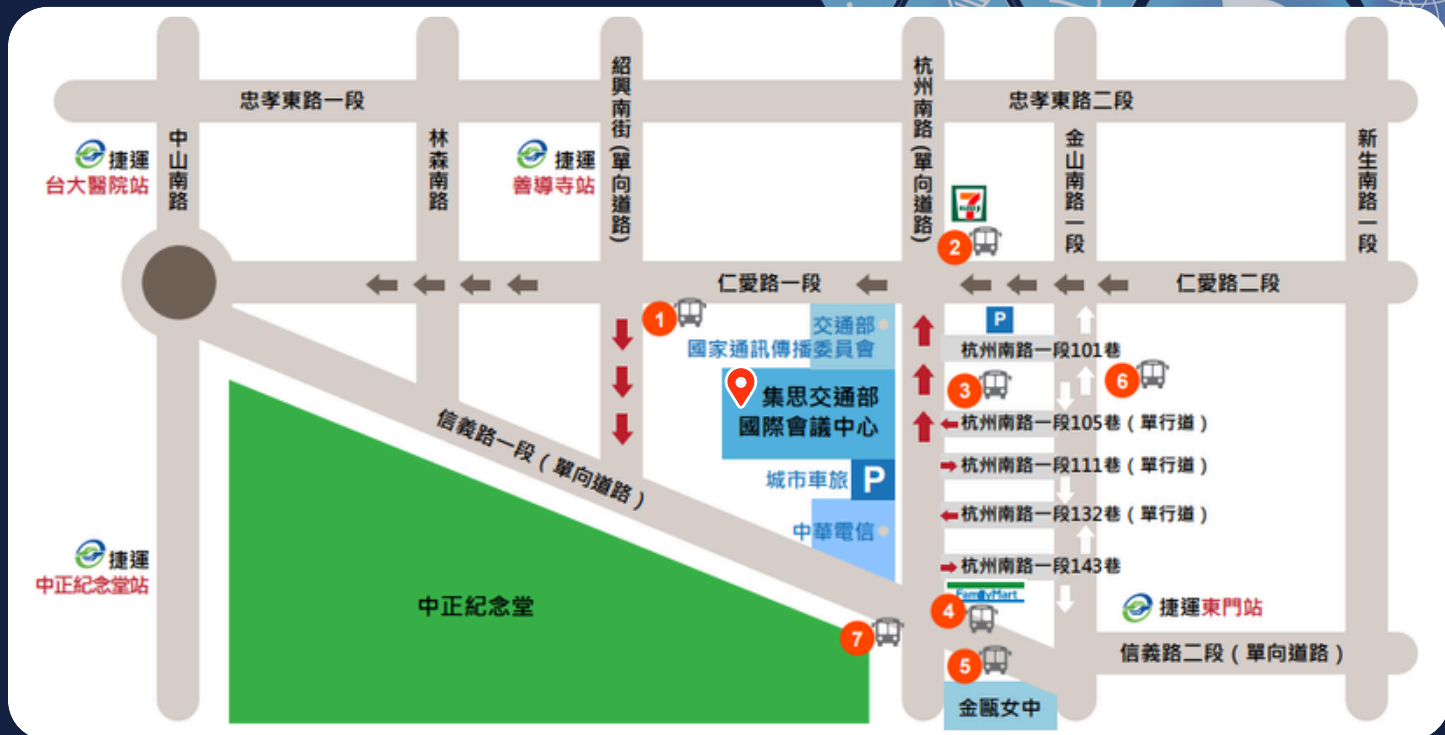 忠孝東路一段
忠孝東路二段
中山南路
林森南路
紹興南街(單向道路)
杭州南路(單向道路)
金山南路一段
新生南路一段
捷運
台大醫院站
捷運
善導寺站
7
2
仁愛路一段
仁愛路二段
1
交通部
國家通訊傳播委員會
P
杭州南路一段101巷
3
6
集思交通部
國際會議中心
杭州南路一段105巷(單行道)
信義路一段(單向道路)
城市車旅 P
杭州南路一段111巷(單行道)
中華電信
杭州南路一段132巷(單行道)
捷運
中正紀念堂站
杭州南路一段143巷
FamilyMart
中正紀念堂
4
捷運東門站
7
5
信義路二段(單向道路)
金甌女中